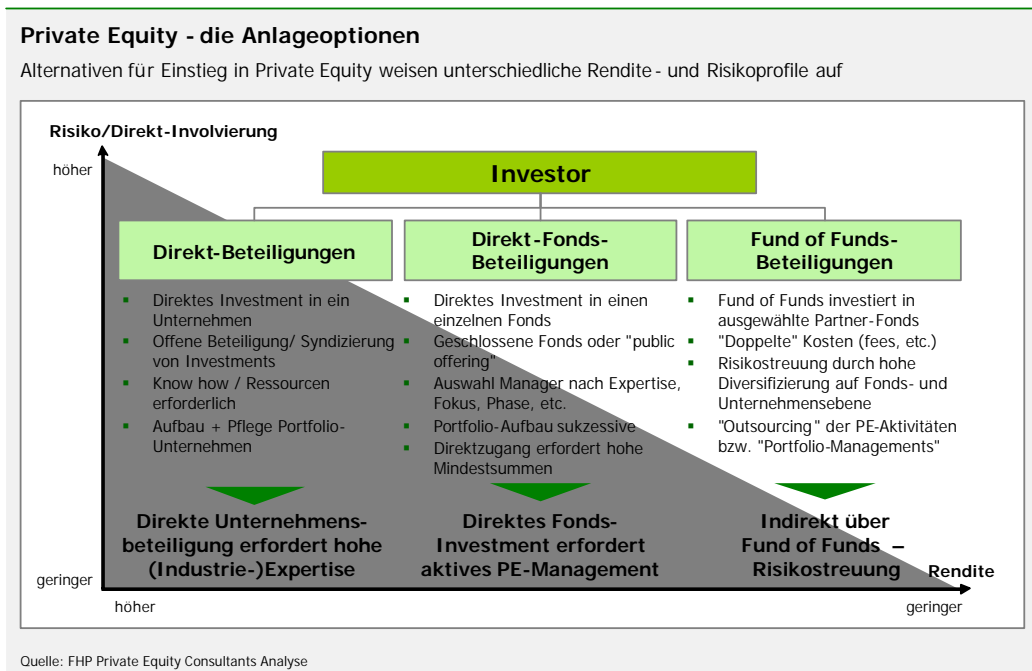 Private Equity - die Anlageoptionen
Alternativen für Einstieg in Private Equity weisen unterschiedliche Rendite - und Risikoprofile auf
Risiko/Direkt-Involvierung
höher
Investor
Direkt-Beteiligungen
Direkt-Fonds-
Beteiligungen
Fund of Funds-
Beteiligungen
▪ Direktes Investment in ein
Unternehmen
▪ Offene Beteiligung/ Syndizierung
von Investments
▪ Know how / Ressourcen
erforderlich
▪ Aufbau + Pflege Portfolio-
Unternehmen
▪ Direktes Investment in einen
einzelnen Fonds
▪ Geschlossene Fonds oder "public
offering"
▪ Auswahl Manager nach Expertise,
Fokus, Phase, etc.
▪ Portfolio-Aufbau sukzessive
▪ Direktzugang erfordert hohe
Mindestsummen
▪ Fund of Funds investiert in
ausgewählte Partner-Fonds
▪ "Doppelte" Kosten (fees, etc.)
▪ Risikostreuung durch hohe
Diversifizierung auf Fonds- und
Unternehmensebene
▪ "Outsourcing" der PE-Aktivitäten
bzw. "Portfolio-Managements"
Direkte Unternehmens-
beteiligung erfordert hohe
(Industrie-)Expertise
Direktes Fonds-
Investment erfordert
aktives PE-Management
Indirekt über
Fund of Funds –
Risikostreuung
Rendite
geringer
höher
geringer
Quelle: FHP Private Equity Consultants Analyse